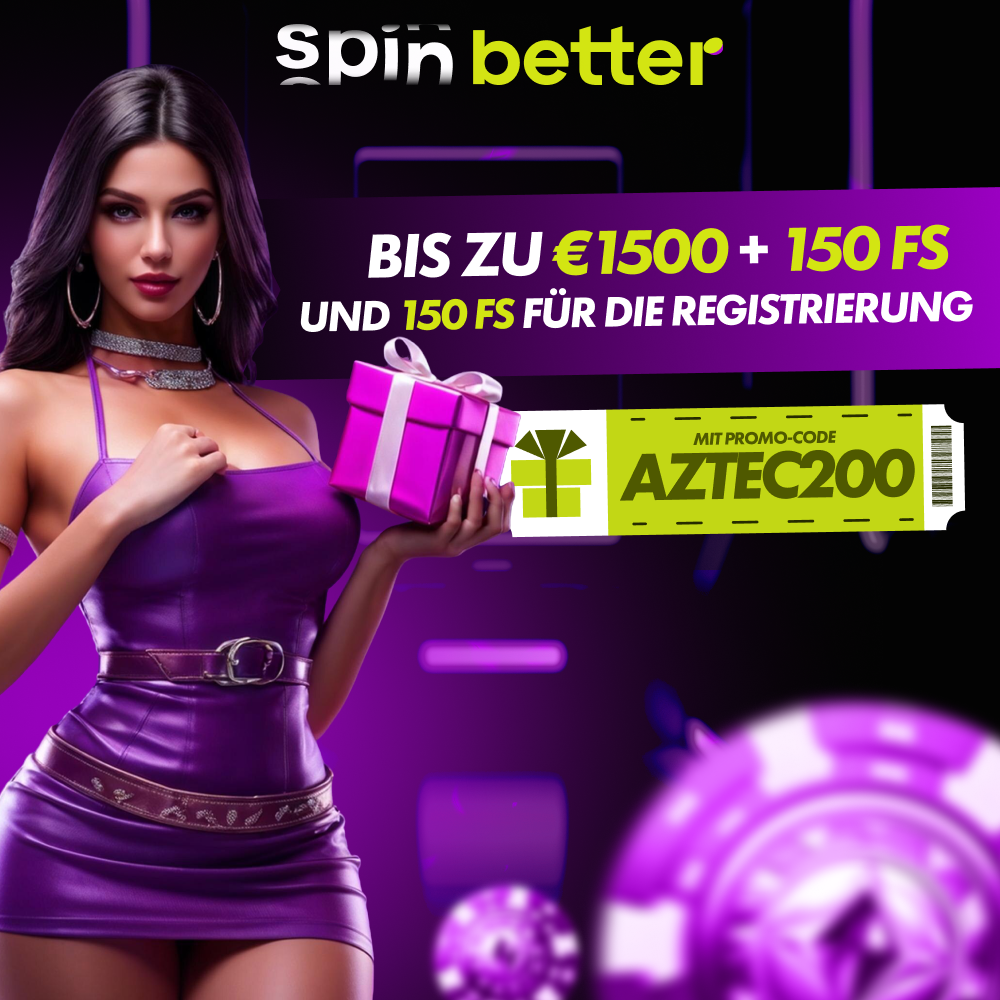 spin better
BIS ZU €1500 + 150 FS
UND 150 FS FÜR DIE REGISTRIERUNG
MIT PROMO-CODE
AZTEC200